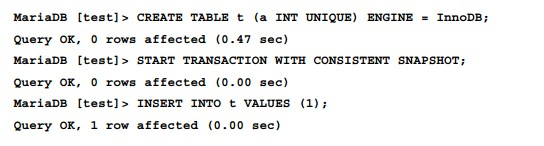 MariaDB [test]> CREATE TABLE t (a INT UNIQUE) ENGINE = InnoDB;
Query OK, 0 rows affected (0.47 sec)
MariaDB [test]> START TRANSACTION WITH CONSISTENT SNAPSHOT;
Query OK, 0 rows affected (0.00 sec)
MariaDB [test]> INSERT INTO t VALUES (1);
Query OK, 1 row affected (0.00 sec)